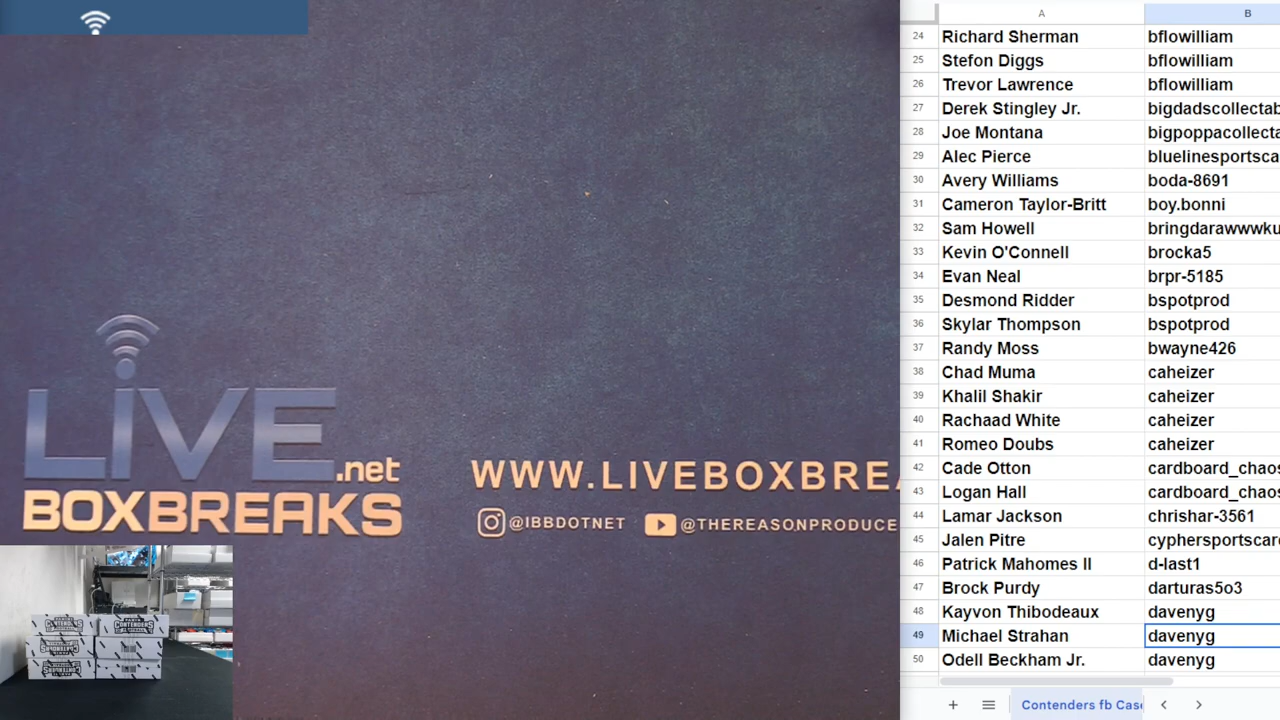 A B
24 Richard Sherman bflowilliam
25 Stefon Diggs bflowilliam
26 Trevor Lawrence bflowilliam
27 Derek Stingley Jr. bigdadscollectab
28 Joe Montana bigpoppacollecta
29 Alec Pierce bluelinesportsca
30 Avery Williams boda-8691
31 Cameron Taylor-Britt boy.bonni
32 Sam Howell bringdarawwwku
33 Kevin O'Connell brocka5
34 Evan Neal brpr-5185
35 Desmond Ridder bspotprod
36 Skylar Thompson bspotprod
37 Randy Moss bwayne426
38 Chad Muma caheizer
39 Khalil Shakir caheizer
40 Rachaad White caheizer
41 Romeo Doubs caheizer
42 Cade Otton cardboard_chaos
43 Logan Hall cardboard_chaos
44 Lamar Jackson chrishar-3561
45 Jalen Pitre cyphersportscar
46 Patrick Mahomes II d-last1
47 Brock Purdy darturas5o3
48 Kayvon Thibodeaux davenyg
49 Michael Strahan davenyg
50 Odell Beckham Jr. davenyg
Contenders fb Case
LiVE.net
BOXBREAKS
WWW.LIVEBOXBREA
@IBBDOTNET @THEREASONPRODUCE
CONTENDERS